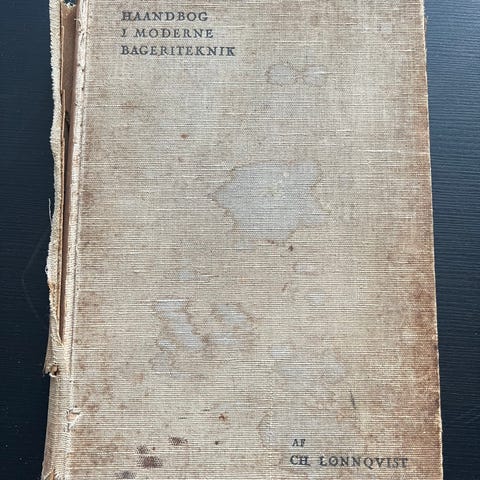 HAANDBOG
I MODERNE
BAGERITEKNIK
AF
CH LØNNQVIST